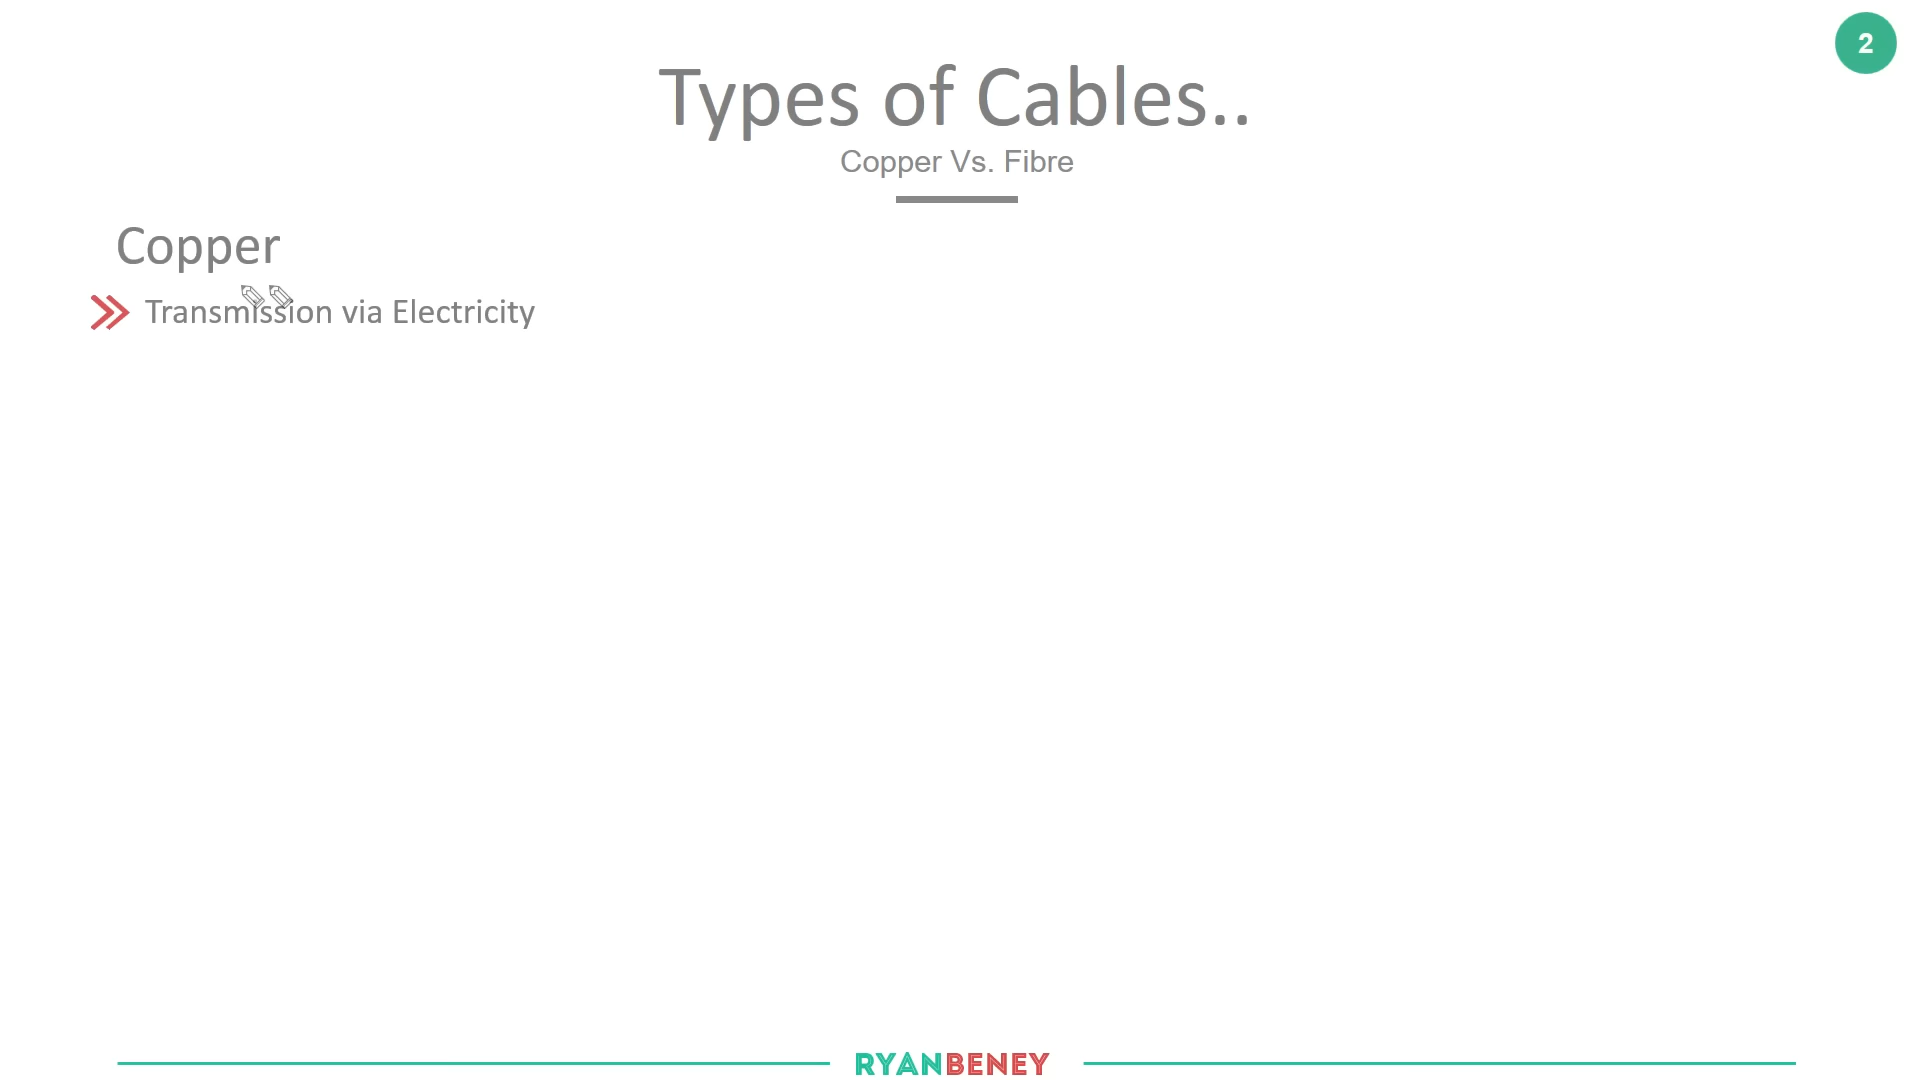 2
Types of Cables..
Copper Vs. Fibre
Copper
Transmission via Electricity
RYANBENEY